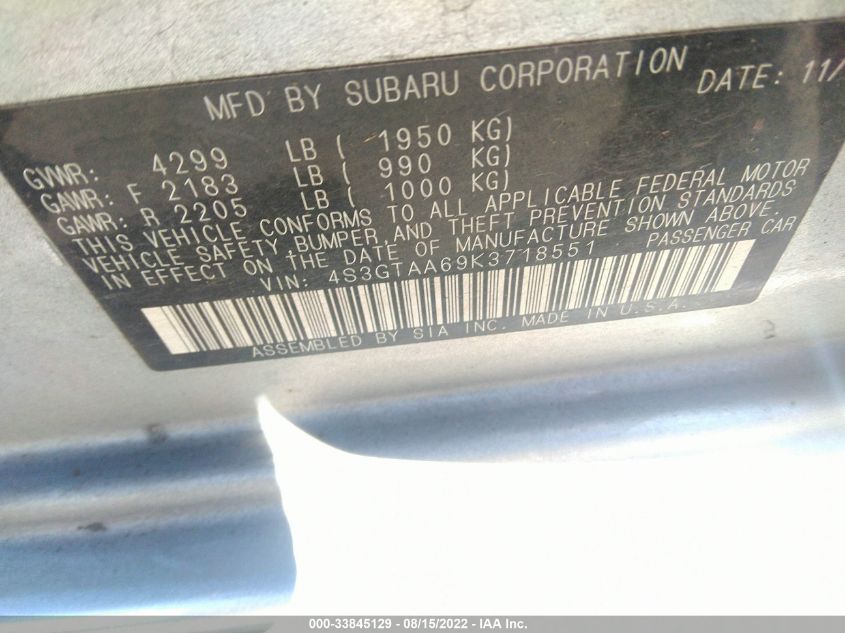 MFD BY SUBARU CORPORATION DATE: 11/
GVWR: 4299 LB ( 1950 KG)
GAWR: F 2183 LB ( 990 KG)
GAWR: R 2205 LB ( 1000 KG)
THIS VEHICLE CONFORMS TO ALL APPLICABLE FEDERAL MOTOR
VEHICLE SAFETY, BUMPER, AND THEFT PREVENTION STANDARDS
IN EFFECT ON THE DATE OF MANUFACTURE SHOWN ABOVE.
VIN: 4S3GTAA69K3718551 PASSENGER CAR
ASSEMBLED BY SIA INC. MADE IN U.S.A.
000-33845129 - 08/15/2022 - IAA Inc.